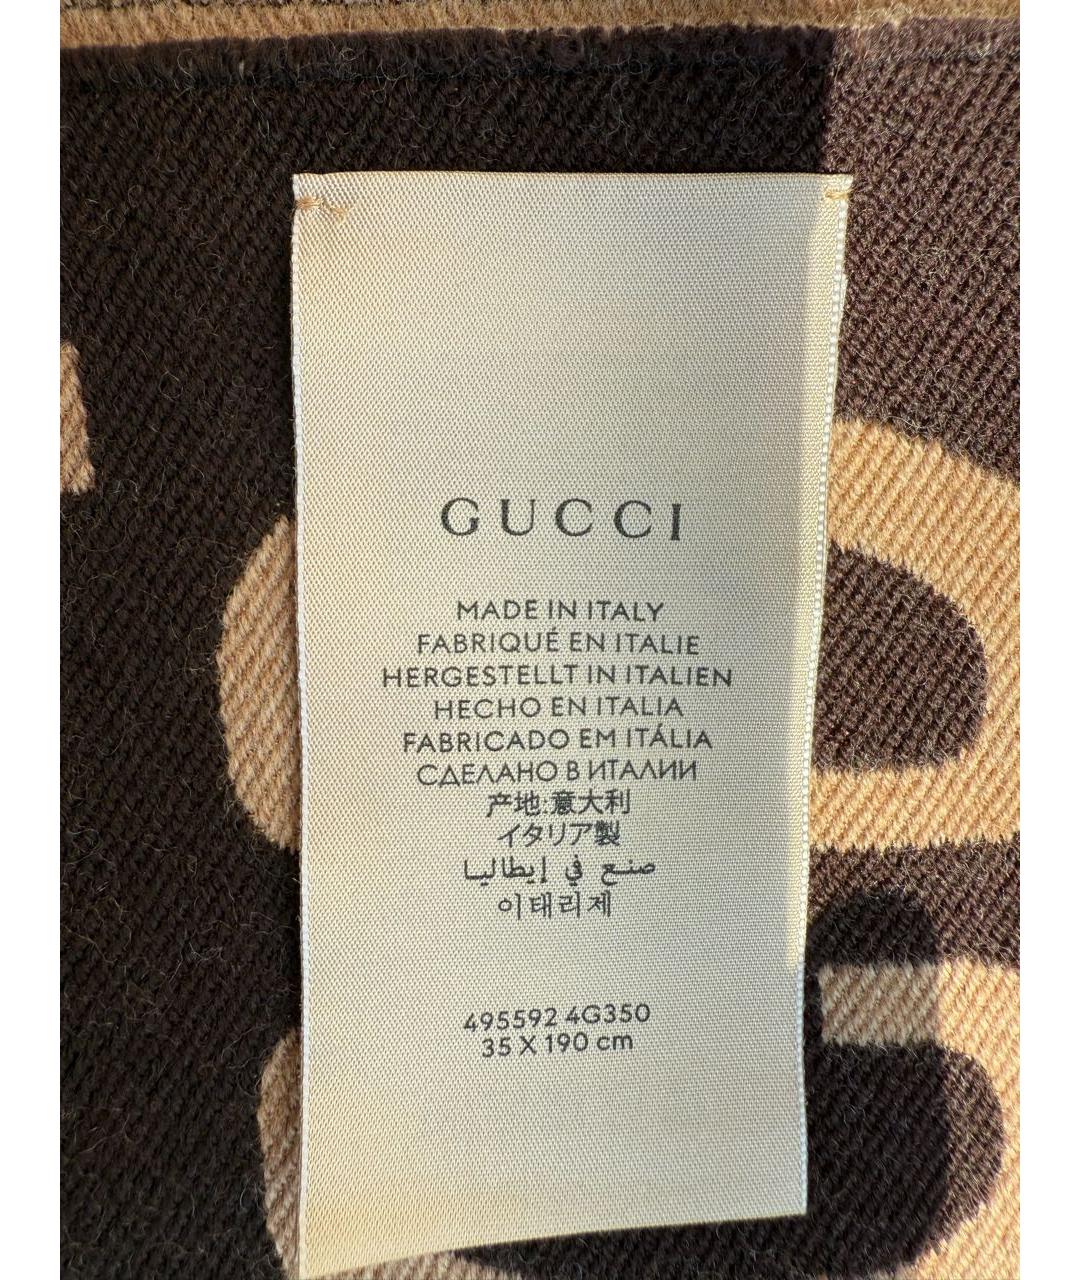 GUCCI
MADE IN ITALY
FABRIQUÉ EN ITALIE
HERGESTELLT IN ITALIEN
HECHO EN ITALIA
FABRICADO EM ITÁLIA
СДЕЛАНО В ИТАЛИИ
产地:意大利
イタリア製
صنع في إيطاليا
이태리제
495592 4G350
35 X 190 cm